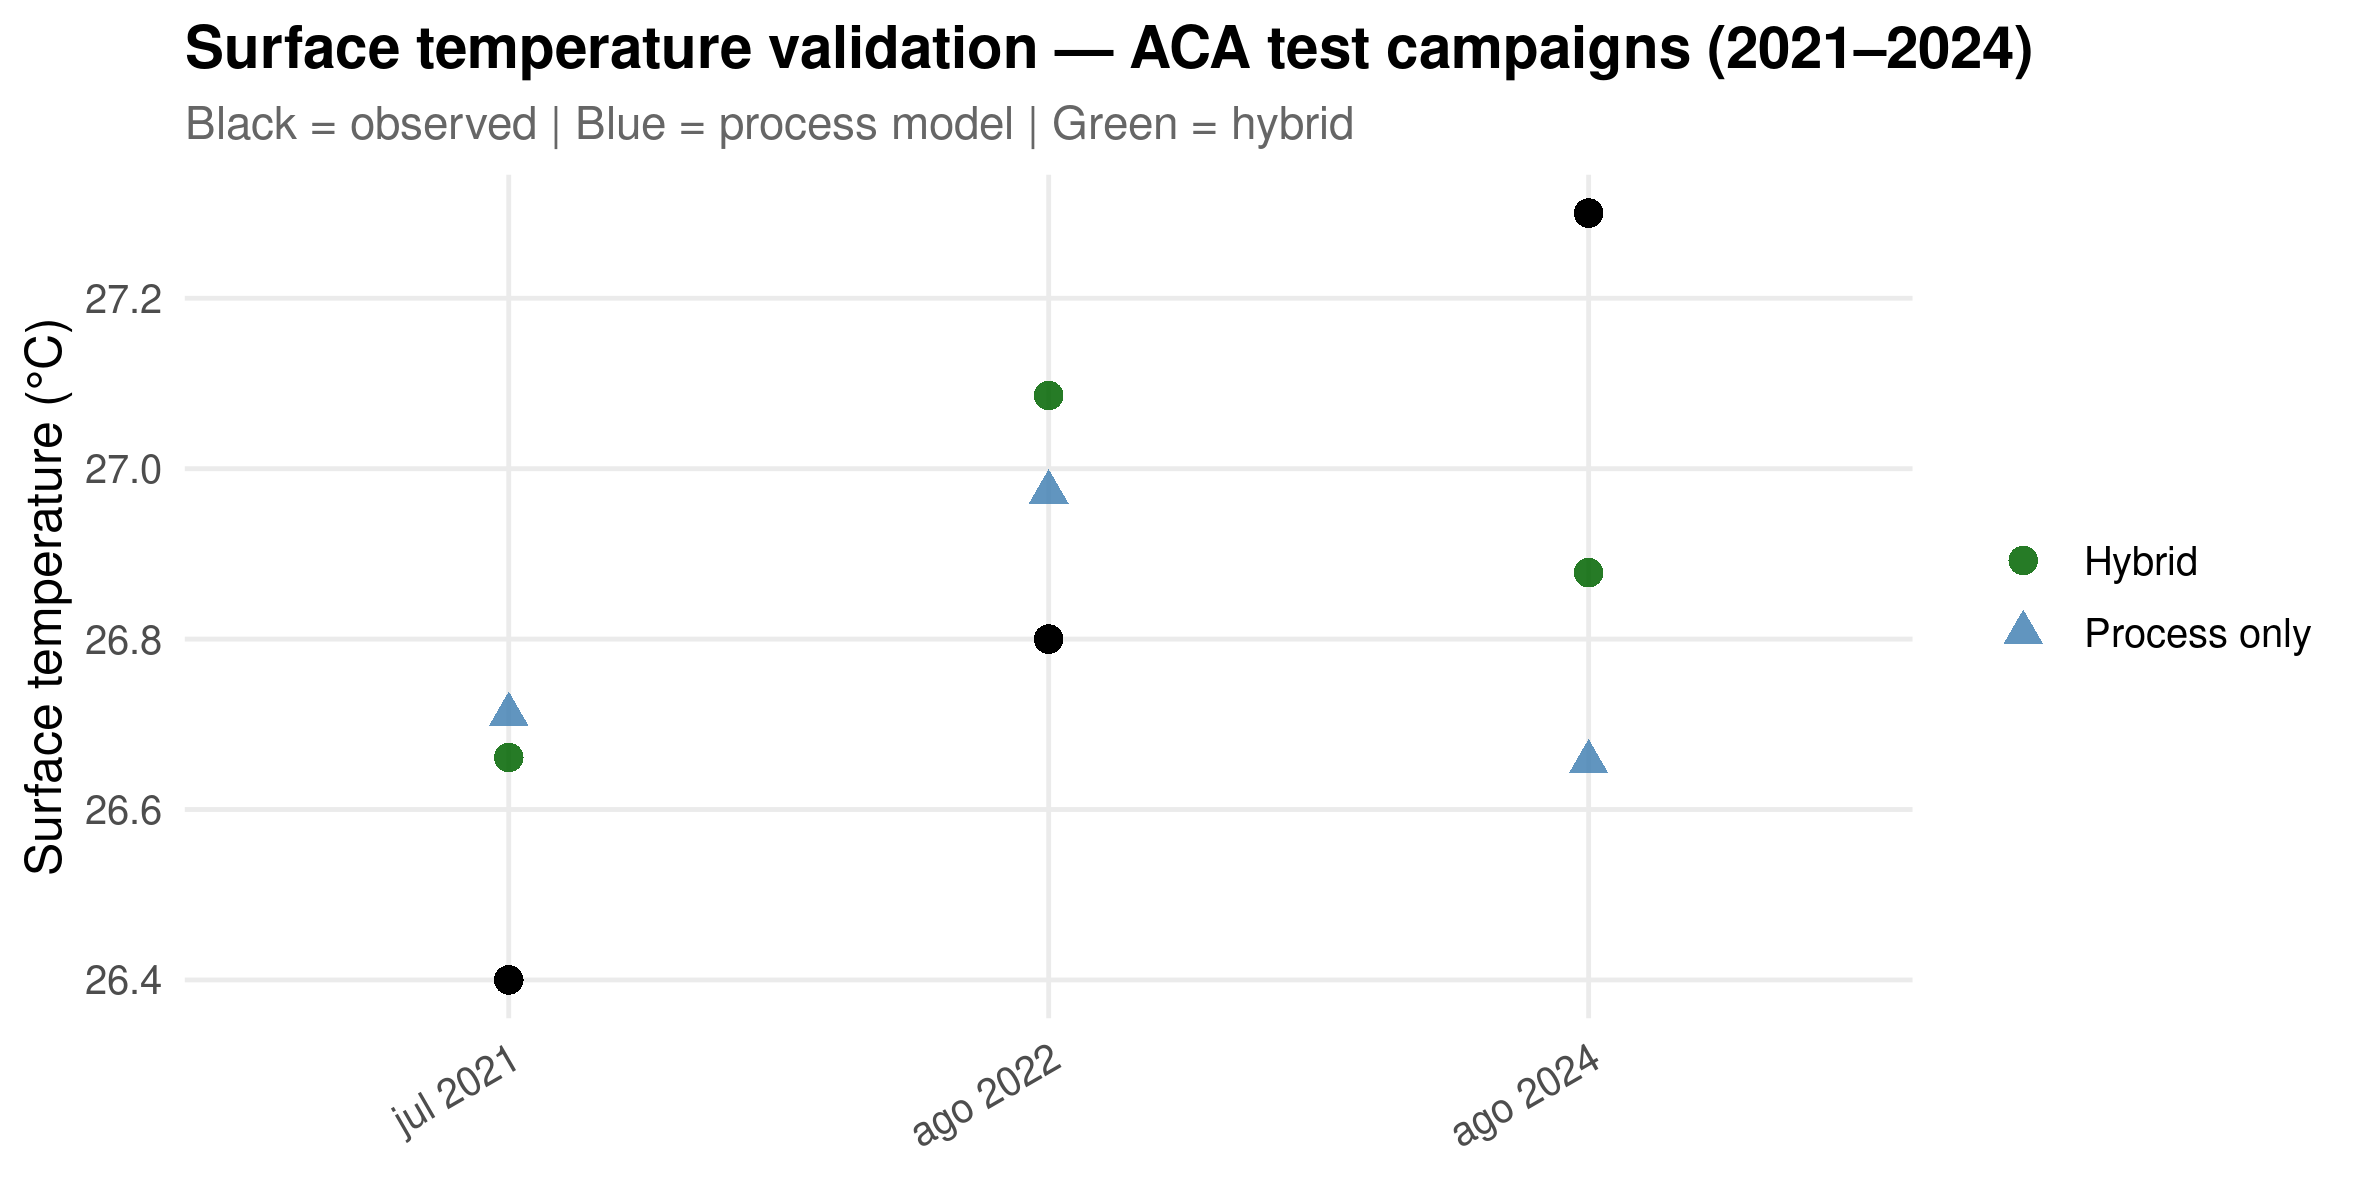 Surface temperature validation — ACA test campaigns (2021–2024)
Black = observed | Blue = process model | Green = hybrid
Surface temperature (°C)
27.2
27.0
26.8
26.6
26.4
jul 2021
ago 2022
ago 2024
Hybrid
Process only